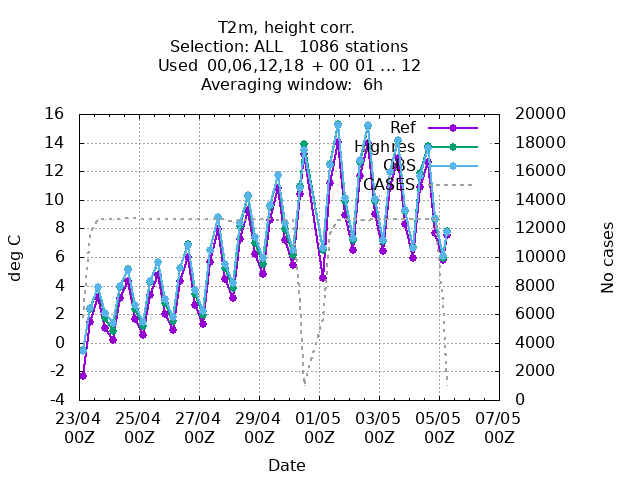 T2m, height corr.
Selection: ALL   1086 stations
Used  00,06,12,18 + 00 01 ... 12
Averaging window:  6h
16 20000
14 18000
12 16000
10 14000
8 12000
6 10000
4 8000
2 6000
0 4000
-2 2000
-4 0
Ref
Highres
OBS
CASES
deg C
No cases
23/04 25/04 27/04 29/04 01/05 03/05 05/05 07/05
00Z 00Z 00Z 00Z 00Z 00Z 00Z 00Z
Date